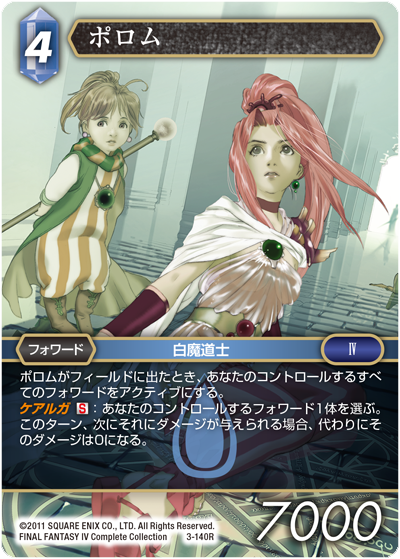 4
ポロム
フォワード
白魔道士
IV
ポロムがフィールドに出たとき、あなたのコントロールするすべ
てのフォワードをアクティブにする。
ケアルガ S：あなたのコントロールするフォワード1体を選ぶ。
このターン、次にそれにダメージが与えられる場合、代わりにそ
のダメージは0になる。
©2011 SQUARE ENIX CO., LTD. All Rights Reserved.
FINAL FANTASY IV Complete Collection 3-140R
7000